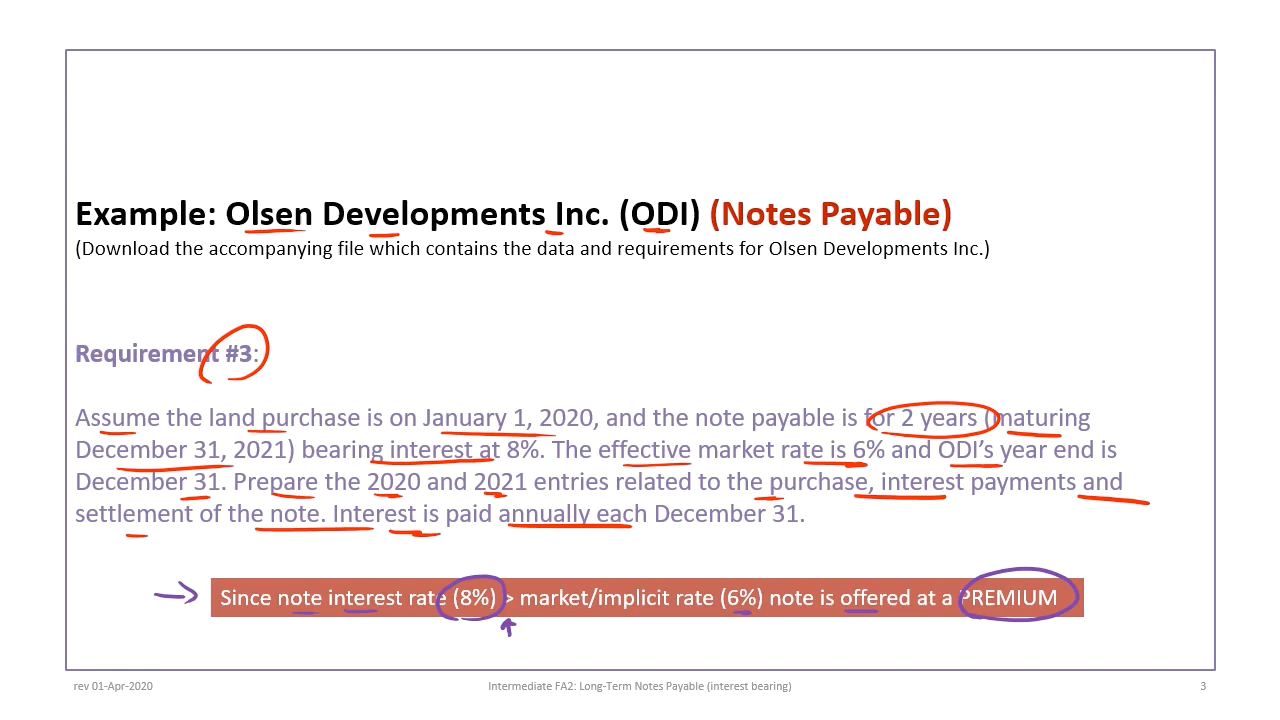 Example: Olsen Developments Inc. (ODI) (Notes Payable)
(Download the accompanying file which contains the data and requirements for Olsen Developments Inc.)
Requirement #3:
Assume the land purchase is on January 1, 2020, and the note payable is for 2 years (maturing
December 31, 2021) bearing interest at 8%. The effective market rate is 6% and ODI’s year end is
December 31. Prepare the 2020 and 2021 entries related to the purchase, interest payments and
settlement of the note. Interest is paid annually each December 31.
Since note interest rate (8%) > market/implicit rate (6%) note is offered at a PREMIUM
rev 01-Apr-2020 Intermediate FA2: Long-Term Notes Payable (interest bearing) 3